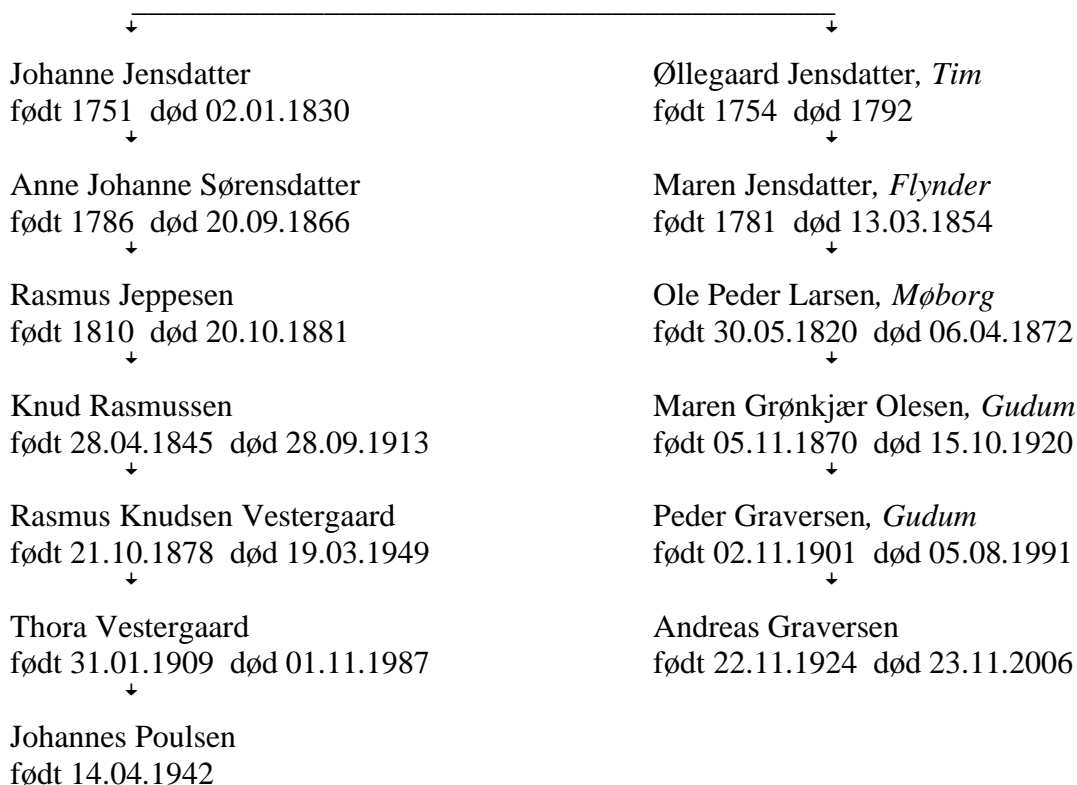 Johanne Jensdatter
født 1751 død 02.01.1830
Anne Johanne Sørensdatter
født 1786 død 20.09.1866
Rasmus Jeppesen
født 1810 død 20.10.1881
Knud Rasmussen
født 28.04.1845 død 28.09.1913
Rasmus Knudsen Vestergaard
født 21.10.1878 død 19.03.1949
Thora Vestergaard
født 31.01.1909 død 01.11.1987
Johannes Poulsen
født 14.04.1942
Øllegaard Jensdatter, Tim
født 1754 død 1792
Maren Jensdatter, Flynder
født 1781 død 13.03.1854
Ole Peder Larsen, Møborg
født 30.05.1820 død 06.04.1872
Maren Grønkjær Olesen, Gudum
født 05.11.1870 død 15.10.1920
Peder Graversen, Gudum
født 02.11.1901 død 05.08.1991
Andreas Graversen
født 22.11.1924 død 23.11.2006